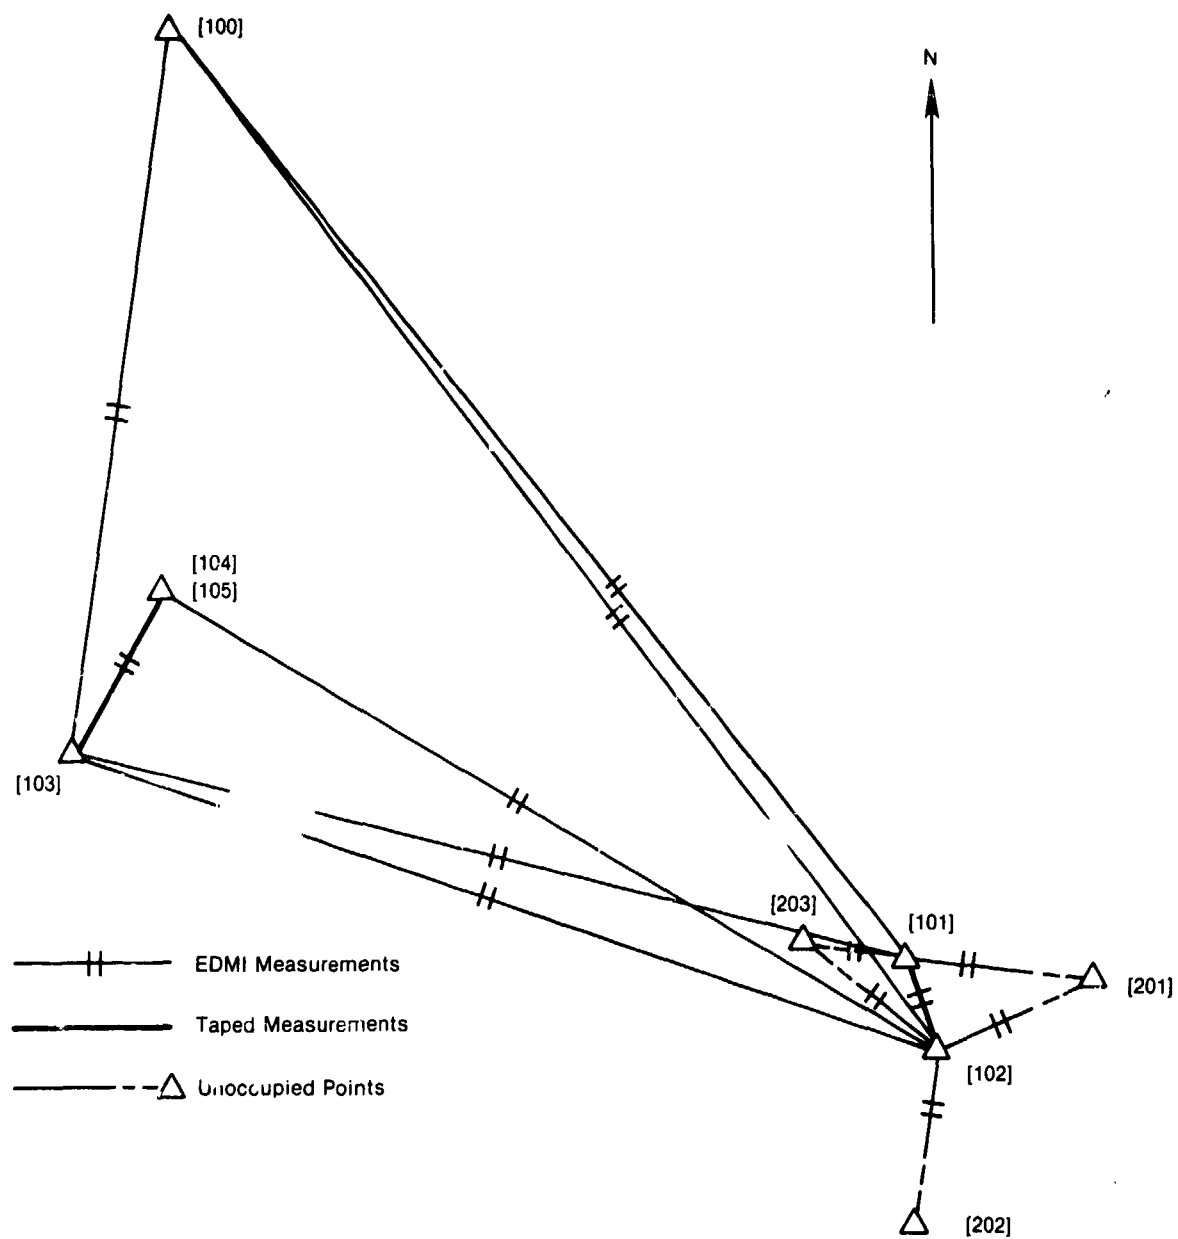 [100]
N
[104]
[105]
[103]
[203]
[101]
[201]
[102]
[202]
EDMI Measurements
Taped Measurements
Unoccupied Points